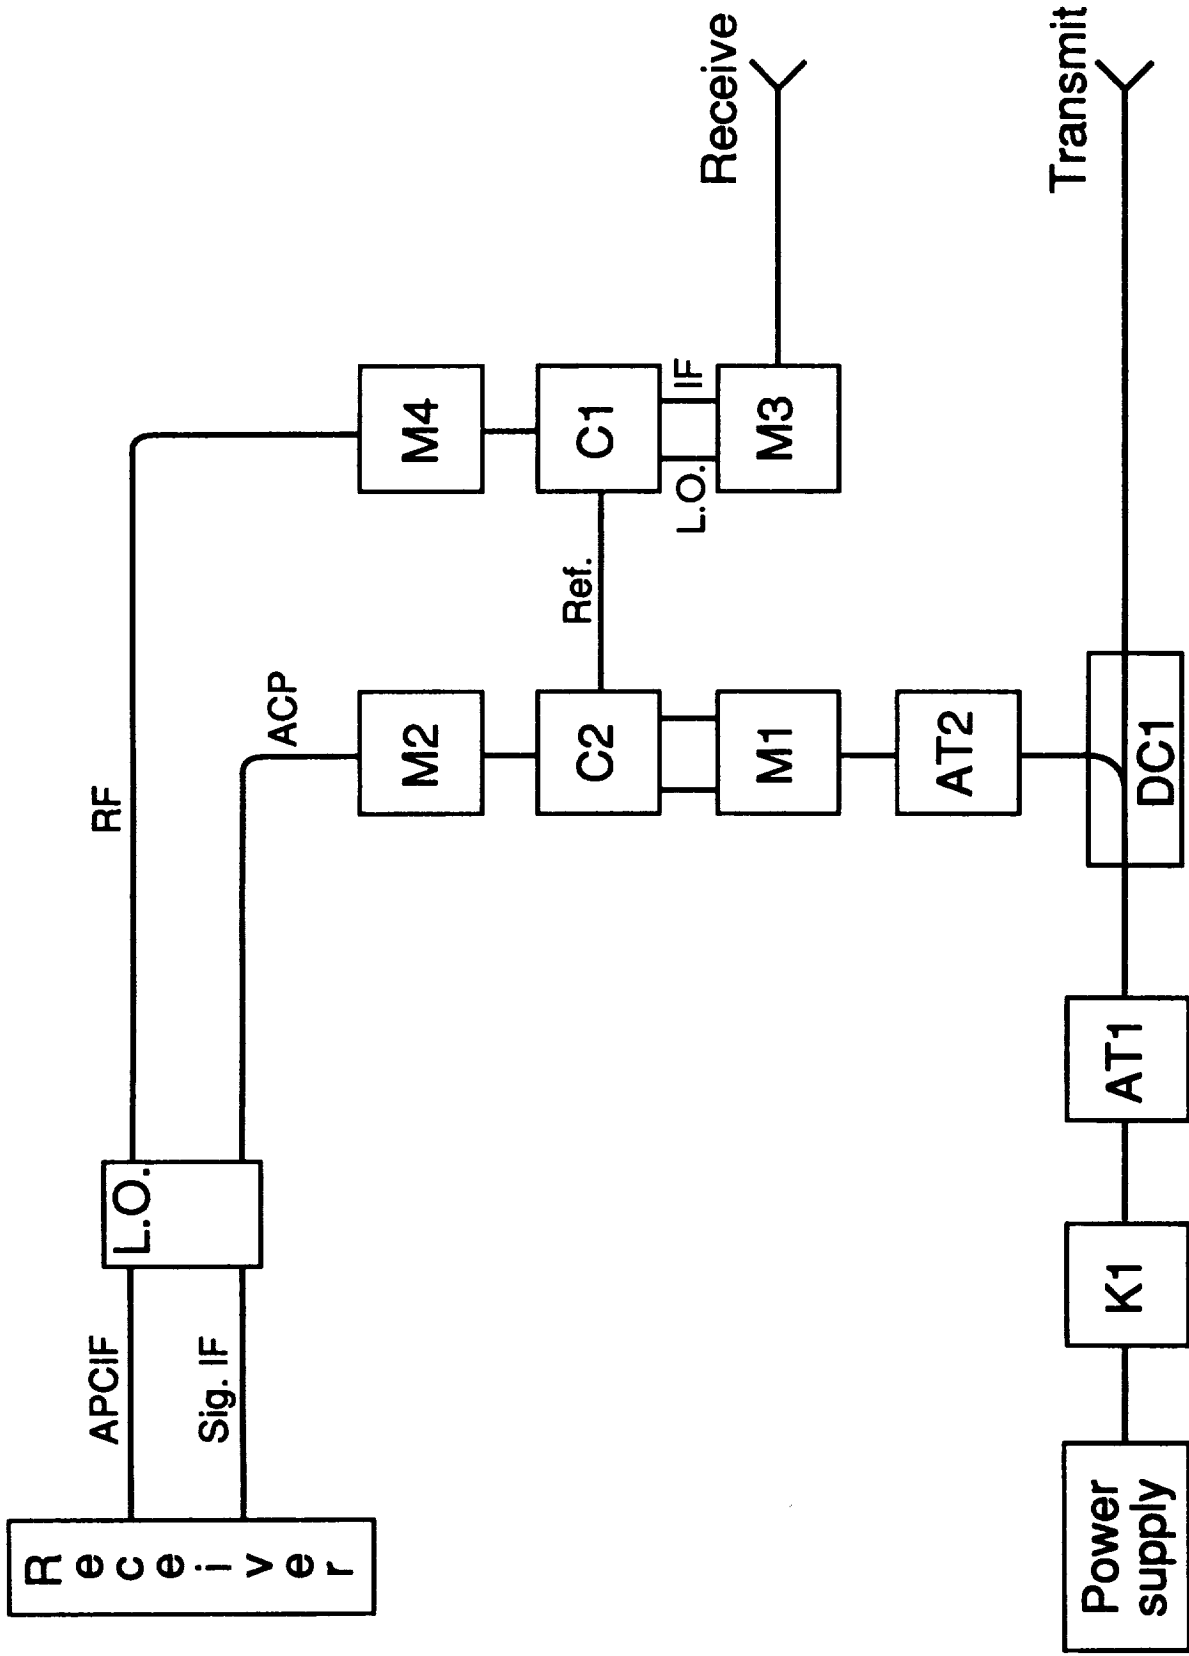 Receiver
APCIF
RF
L.O.
Sig. IF
ACP
M2
M4
Ref.
C2
C1
L.O.
IF
Receive
M1
M3
AT2
Transmit
Power
supply
K1
AT1
DC1